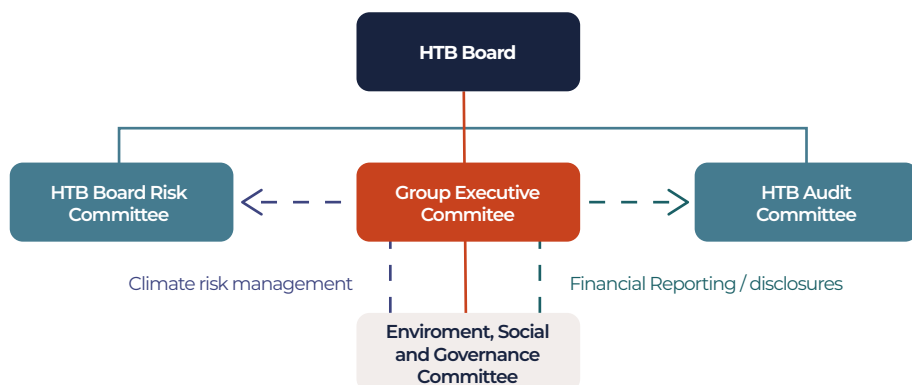 HTB Board
HTB Board Risk
Committee
Group Executive
Commitee
HTB Audit
Committee
Climate risk management
Financial Reporting / disclosures
Enviroment, Social
and Governance
Committee